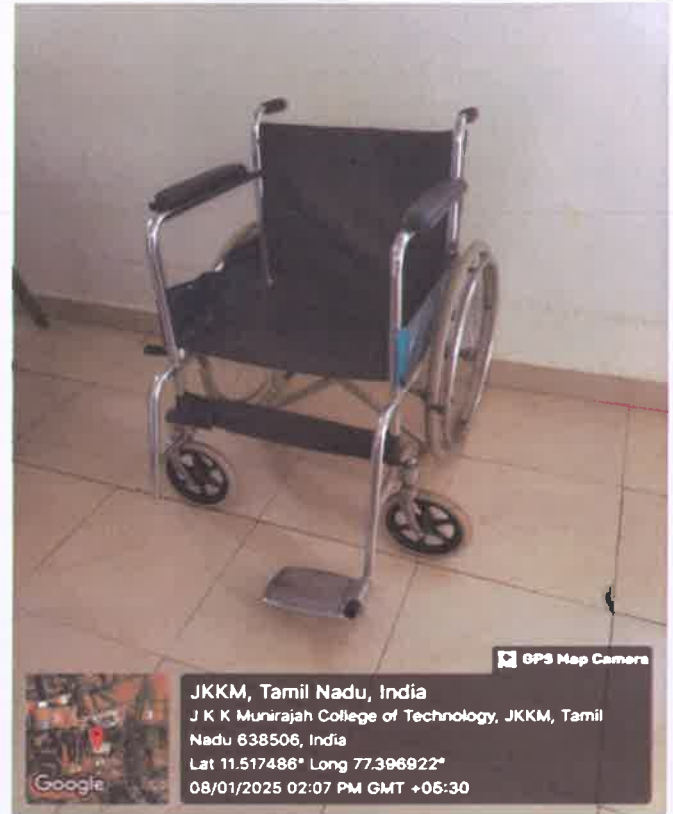 GPS Map Camera
JKKM, Tamil Nadu, India
J K K Munirajah College of Technology, JKKM, Tamil
Nadu 638506, India
Lat 11.517486° Long 77.396922°
08/01/2025 02:07 PM GMT +05:30
Google